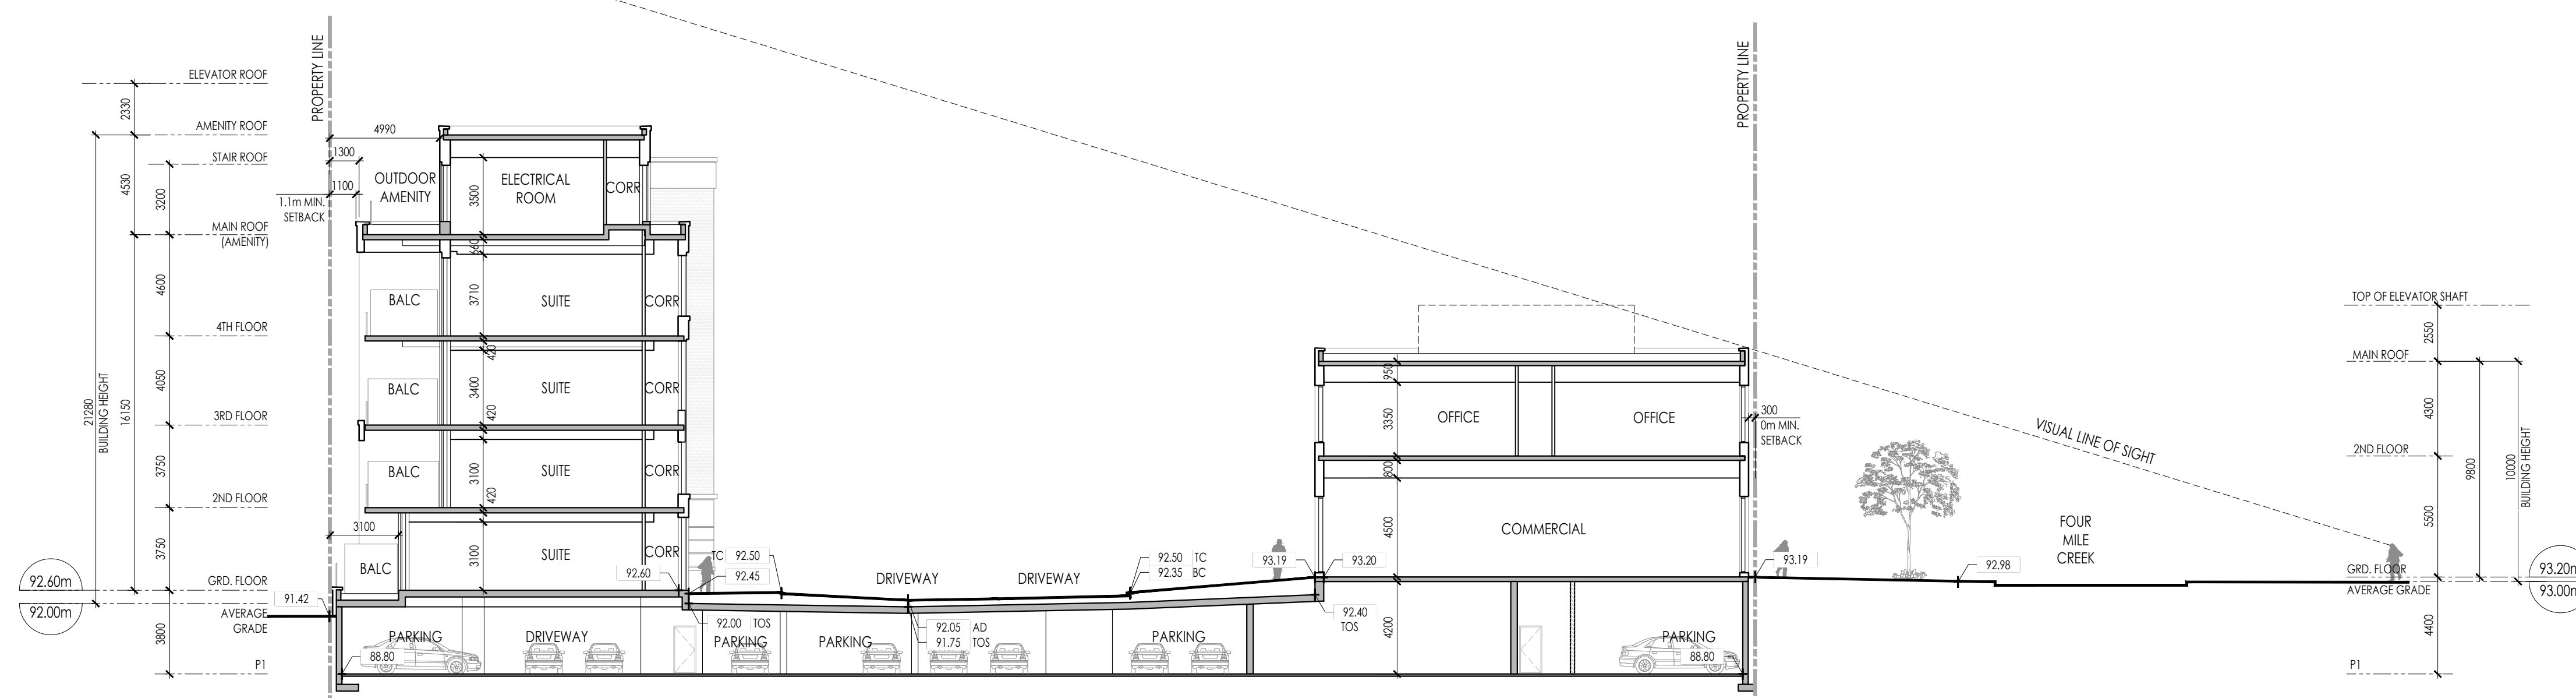 PROPERTY LINE
ELEVATOR ROOF
2330
AMENITY ROOF
STAIR ROOF
4530
3200
MAIN ROOF
(AMENITY)
4600
4TH FLOOR
4050
3RD FLOOR
3750
2ND FLOOR
3750
GRD. FLOOR
AVERAGE
GRADE
3800
P1
21280
BUILDING HEIGHT
16150
92.60m
92.00m
91.42
4990
1300
1100
1.1m MIN.
SETBACK
3100
OUTDOOR
AMENITY
ELECTRICAL
ROOM
CORR
3500
660
BALC
3710
SUITE
CORR
420
BALC
3400
SUITE
CORR
420
BALC
3100
SUITE
CORR
420
BALC
3100
SUITE
CORR
TC 92.50
92.60
92.45
DRIVEWAY
DRIVEWAY
92.50 TC
92.35 BC
93.19
93.20
92.00 TOS
92.05 AD
91.75 TOS
92.40
TOS
PARKING
DRIVEWAY
PARKING
PARKING
PARKING
PARKING
88.80
88.80
4200
PROPERTY LINE
950
3350
OFFICE
OFFICE
800
4500
COMMERCIAL
300
0m MIN.
SETBACK
93.19
92.98
VISUAL LINE OF SIGHT
FOUR
MILE
CREEK
TOP OF ELEVATOR SHAFT
2550
MAIN ROOF
4300
2ND FLOOR
5500
GRD. FLOOR
AVERAGE GRADE
4400
P1
9800
10000
BUILDING HEIGHT
93.20m
93.00m